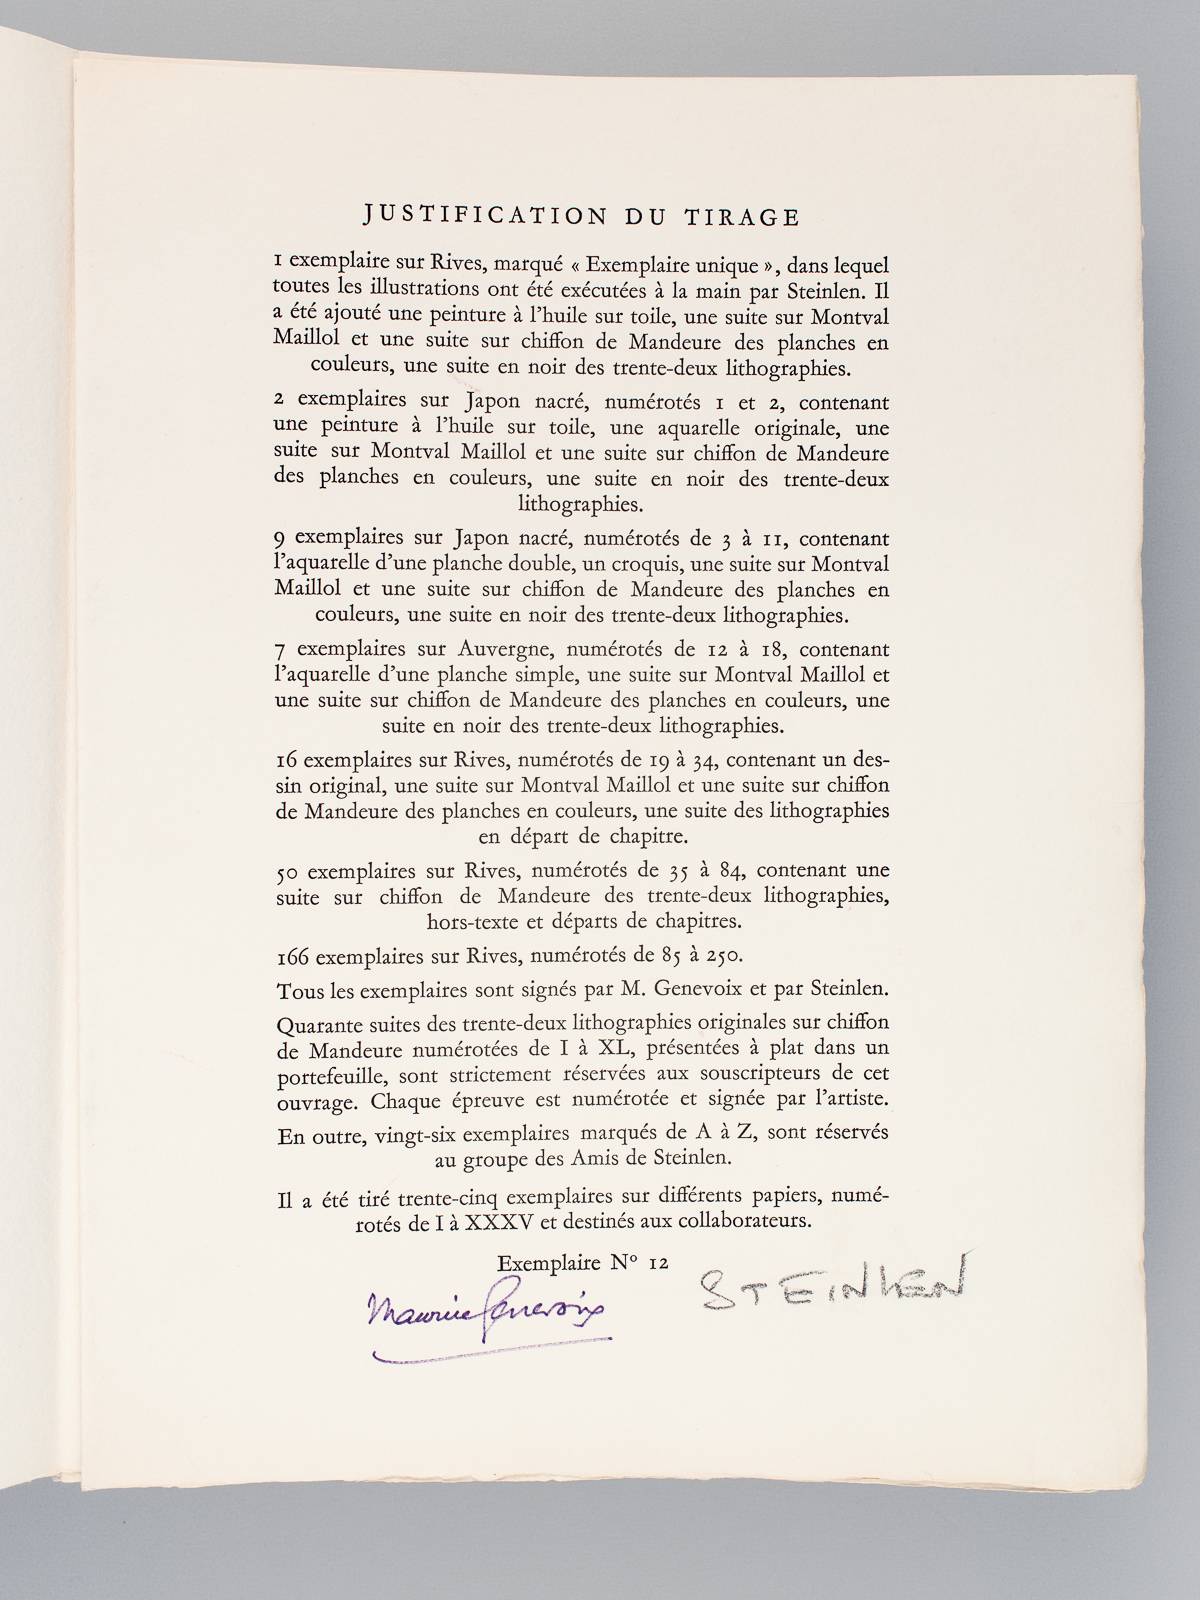 JUSTIFICATION DU TIRAGE
1 exemplaire sur Rives, marqué « Exemplaire unique », dans lequel
toutes les illustrations ont été exécutées à la main par Steinlen. Il
a été ajouté une peinture à l'huile sur toile, une suite sur Montval
Maillol et une suite sur chiffon de Mandeure des planches en
couleurs, une suite en noir des trente-deux lithographies.
2 exemplaires sur Japon nacré, numérotés 1 et 2, contenant
une peinture à l'huile sur toile, une aquarelle originale, une
suite sur Montval Maillol et une suite sur chiffon de Mandeure
des planches en couleurs, une suite en noir des trente-deux
lithographies.
9 exemplaires sur Japon nacré, numérotés de 3 à 11, contenant
l'aquarelle d'une planche double, un croquis, une suite sur Montval
Maillol et une suite sur chiffon de Mandeure des planches en
couleurs, une suite en noir des trente-deux lithographies.
7 exemplaires sur Auvergne, numérotés de 12 à 18, contenant
l'aquarelle d'une planche simple, une suite sur Montval Maillol et
une suite sur chiffon de Mandeure des planches en couleurs, une
suite en noir des trente-deux lithographies.
16 exemplaires sur Rives, numérotés de 19 à 34, contenant un des-
sin original, une suite sur Montval Maillol et une suite sur chiffon
de Mandeure des planches en couleurs, une suite des lithographies
en départ de chapitre.
50 exemplaires sur Rives, numérotés de 35 à 84, contenant une
suite sur chiffon de Mandeure des trente-deux lithographies,
hors-texte et départs de chapitres.
166 exemplaires sur Rives, numérotés de 85 à 250.
Tous les exemplaires sont signés par M. Genevoix et par Steinlen.
Quarante suites des trente-deux lithographies originales sur chiffon
de Mandeure numérotées de I à XL, présentées à plat dans un
portefeuille, sont strictement réservées aux souscripteurs de cet
ouvrage. Chaque épreuve est numérotée et signée par l'artiste.
En outre, vingt-six exemplaires marqués de A à Z, sont réservés
au groupe des Amis de Steinlen.
Il a été tiré trente-cinq exemplaires sur différents papiers, numé-
rotés de I à XXXV et destinés aux collaborateurs.
Exemplaire Nº 12
Maurice Genevoix
STEINLEN